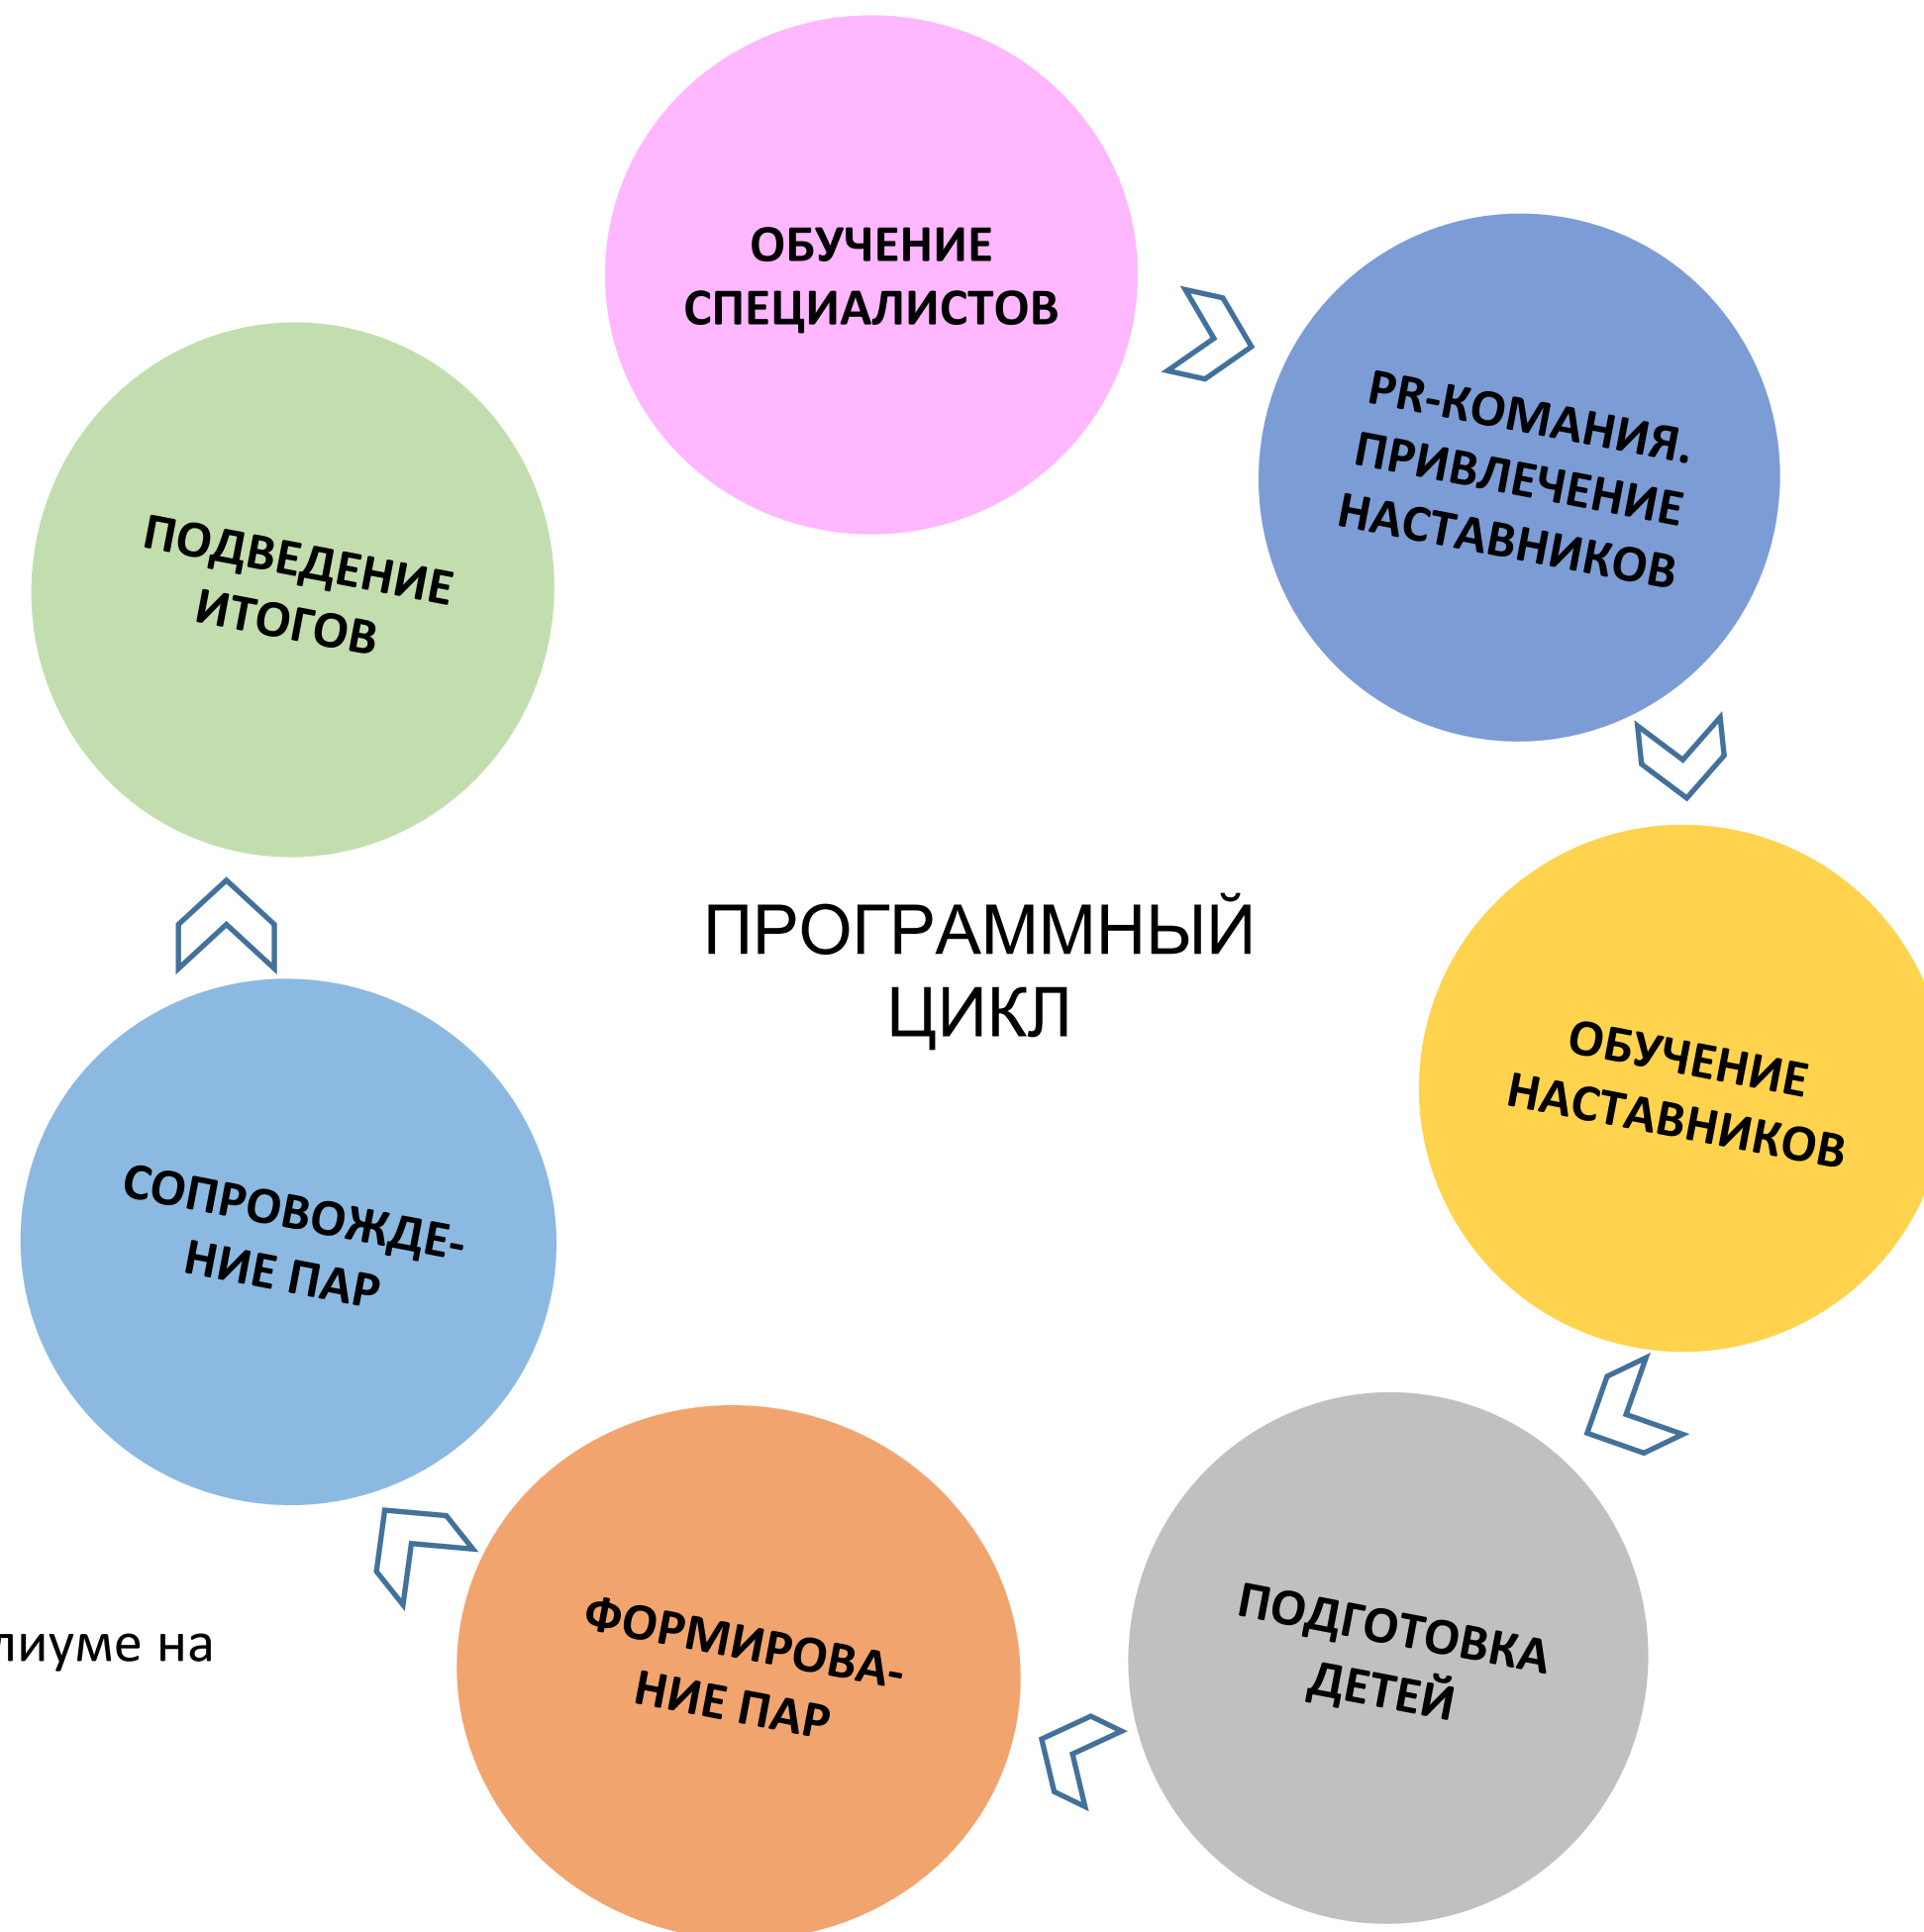 ОБУЧЕНИЕ
СПЕЦИАЛИСТОВ
PR-КОМАНИЯ.
ПРИВЛЕЧЕНИЕ
НАСТАВНИКОВ
ОБУЧЕНИЕ
НАСТАВНИКОВ
ПОДГОТОВКА
ДЕТЕЙ
ФОРМИРОВА-
НИЕ ПАР
СОПРОВОЖДЕ-
НИЕ ПАР
ПОДВЕДЕНИЕ
ИТОГОВ
ПРОГРАММНЫЙ
ЦИКЛ
на